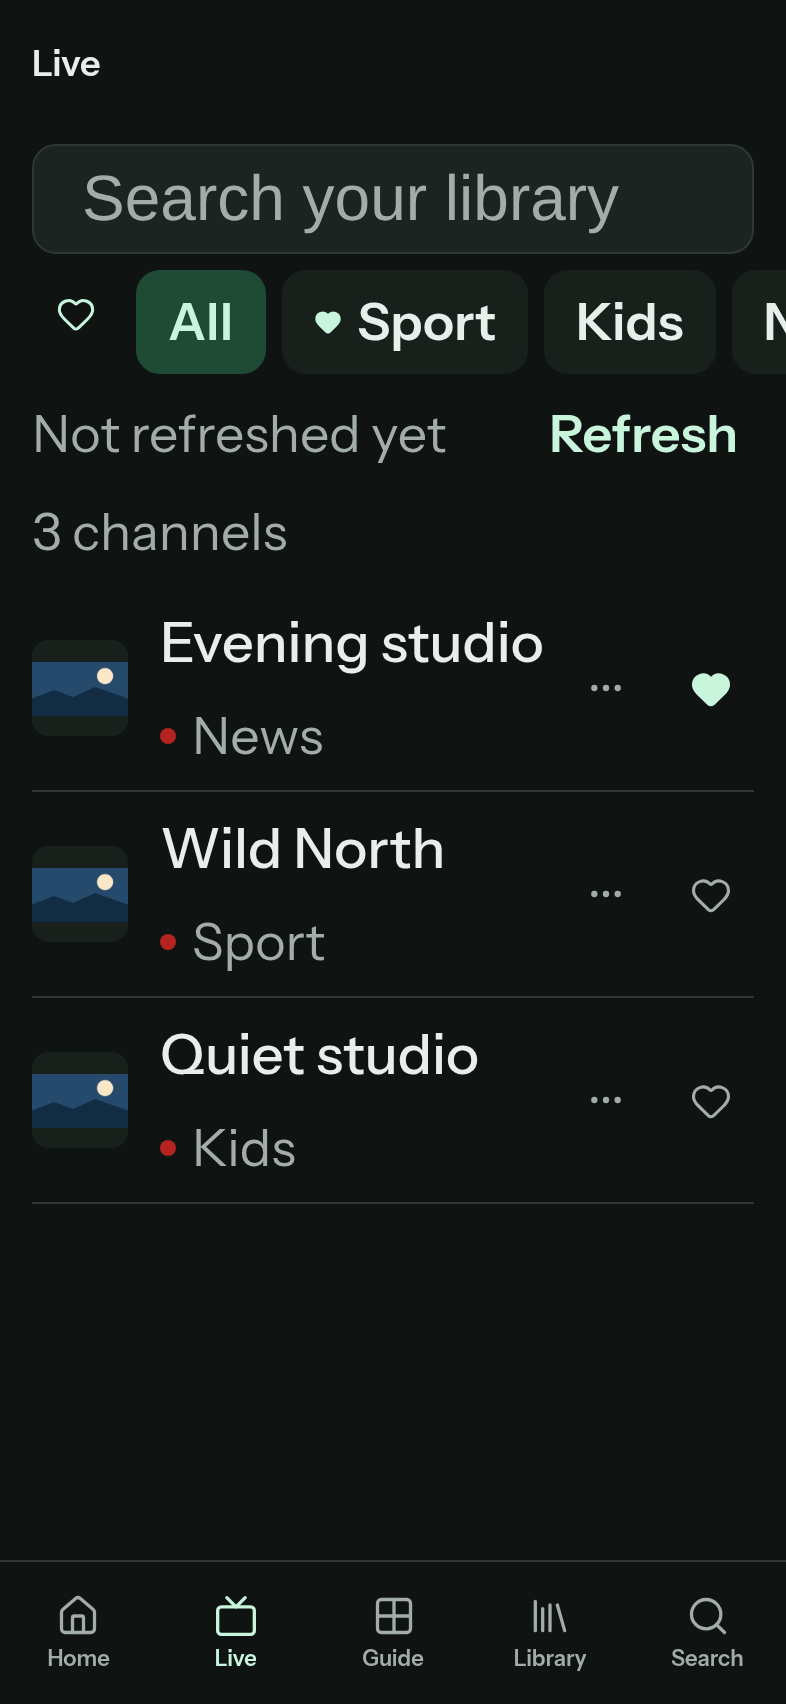 Live
Search your library
All
Sport
Kids
Not refreshed yet
Refresh
3 channels
Evening studio
News
Wild North
Sport
Quiet studio
Kids
Home
Live
Guide
Library
Search